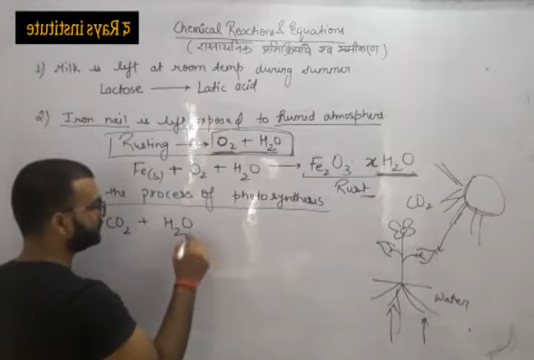 Z Rays institute
Chemical Reactions & Equations
(रासायनिक अभिक्रियाएँ एवं समीकरण)
1) Milk is left at room temp during summer
Lactose → Latic acid
2) Iron nail is left exposed to humid atmosphere
Rusting → O₂ + H₂O
Fe(s) + O₂ + H₂O → Fe₂O₃ xH₂O
Rust
the process of photosynthesis
CO₂ + H₂O
CO₂
Water